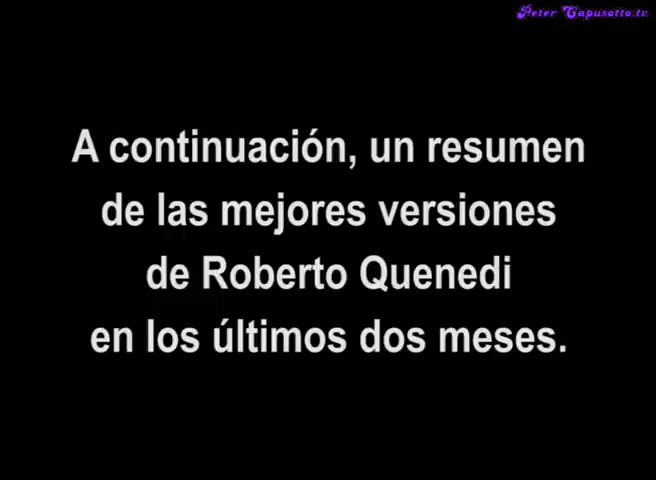 Peter Capusotto.tv
A continuación, un resumen
de las mejores versiones
de Roberto Quenedi
en los últimos dos meses.